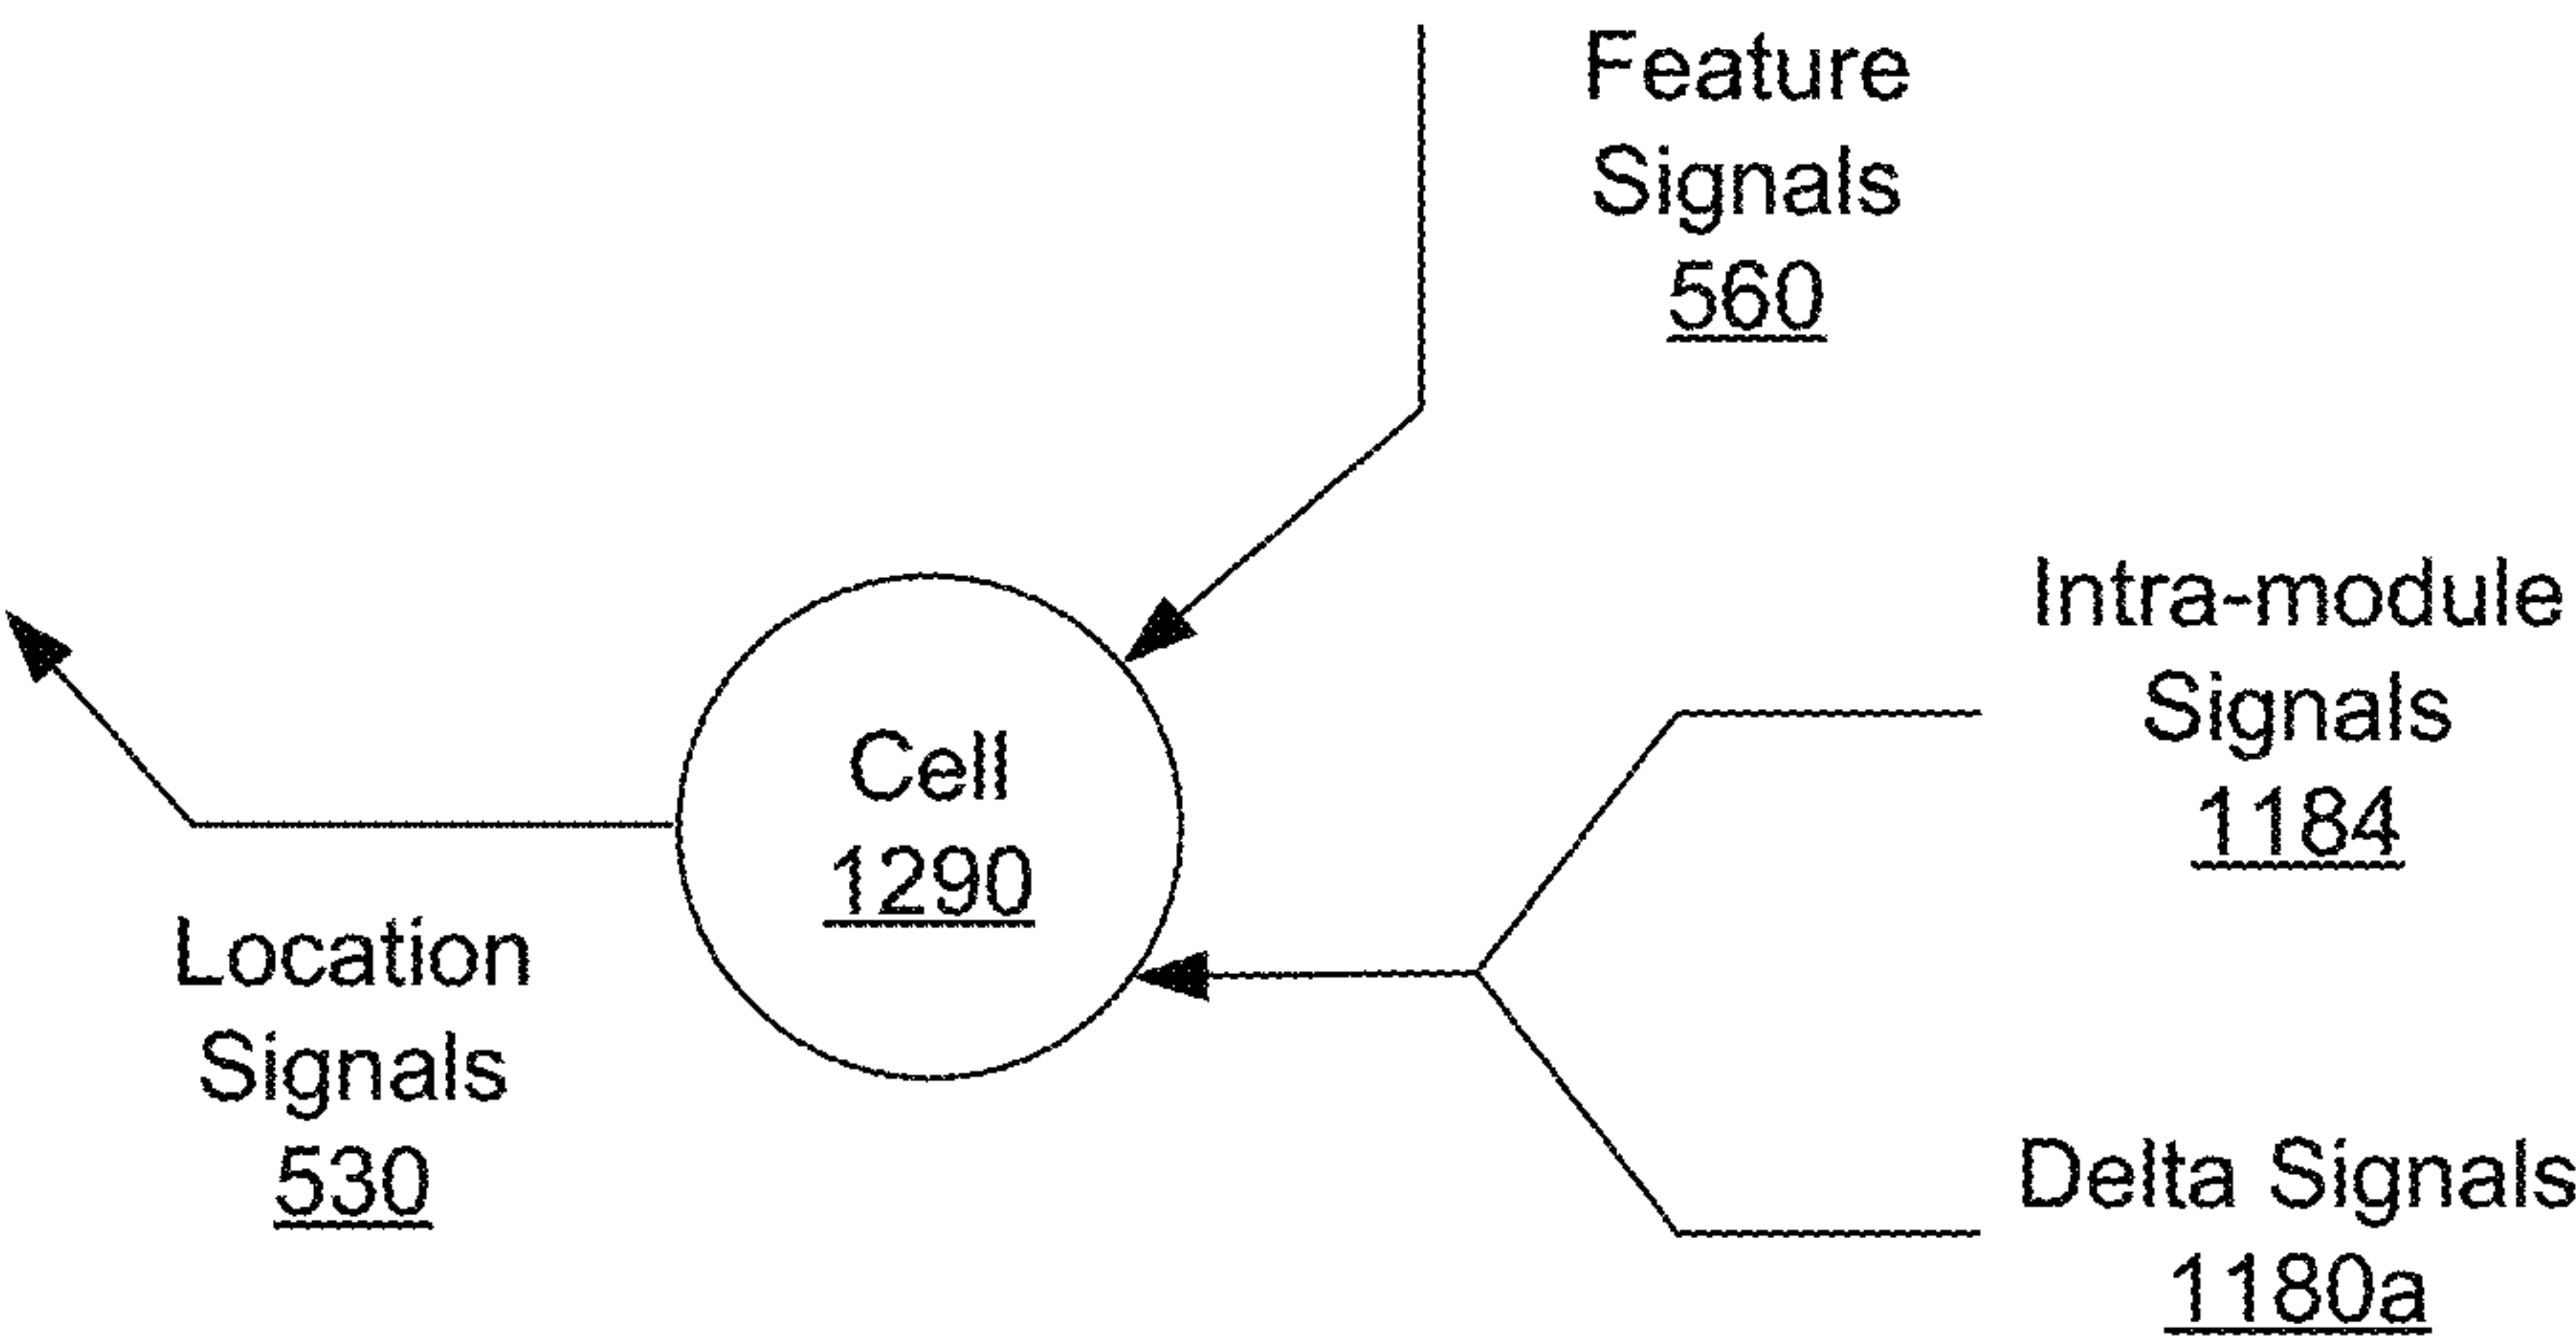 Feature
Signals
560
Intra-module
Signals
1184
Cell
1290
Location
Signals
530
Delta Signals
1180a